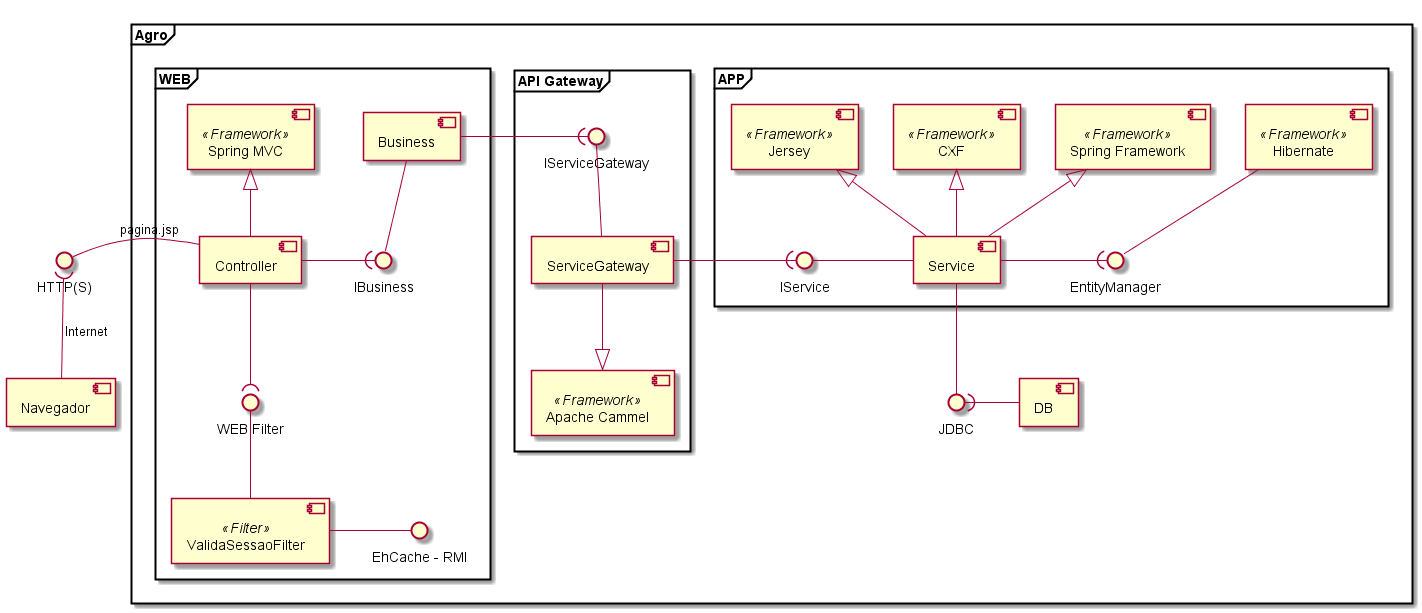 Agro
WEB
API Gateway
APP
«Framework»
Spring MVC
Business
IServiceGateway
«Framework»
Jersey
«Framework»
CXF
«Framework»
Spring Framework
«Framework»
Hibernate
pagina.jsp
HTTP(S)
Controller
IBusiness
ServiceGateway
IService
Service
EntityManager
Internet
Navegador
WEB Filter
«Framework»
Apache Cammel
JDBC
DB
«Filter»
ValidaSessaoFilter
EhCache - RMI